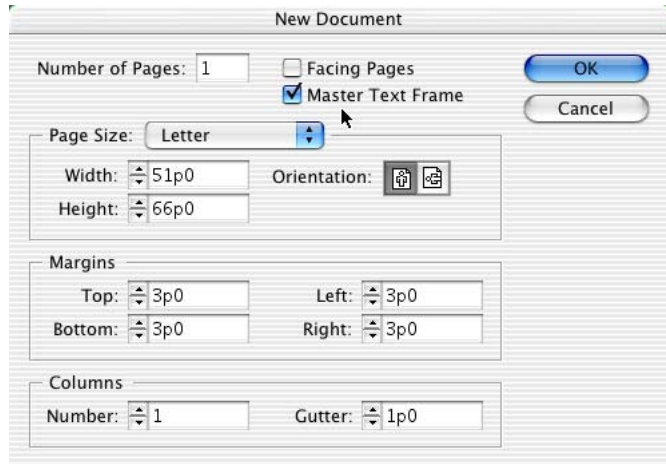 New Document
Number of Pages: 1 Facing Pages OK
Master Text Frame Cancel
Page Size: Letter
Width: 51p0 Orientation:
Height: 66p0
Margins
Top: 3p0 Left: 3p0
Bottom: 3p0 Right: 3p0
Columns
Number: 1 Gutter: 1p0